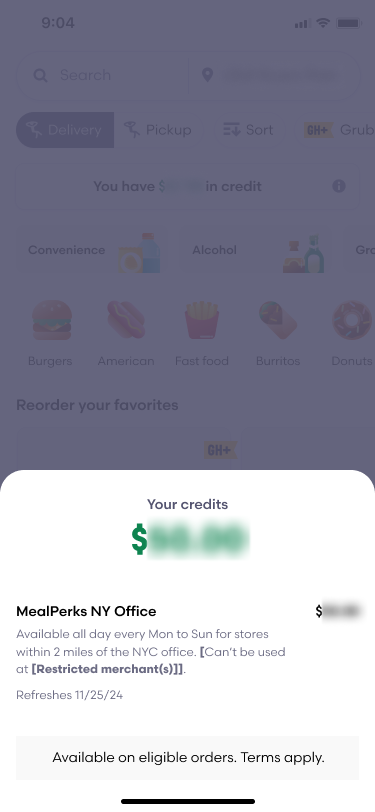 9:04
Search
Delivery
Pickup
Sort
GH+
Grub
You have $ in credit
Convenience
Alcohol
Gro
Burgers
American
Fast food
Burritos
Donuts
Reorder your favorites
GH+
Your credits
$
MealPerks NY Office
$
Available all day every Mon to Sun for stores
within 2 miles of the NYC office. [Can't be used
at [Restricted merchant(s)]].
Refreshes 11/25/24
Available on eligible orders. Terms apply.